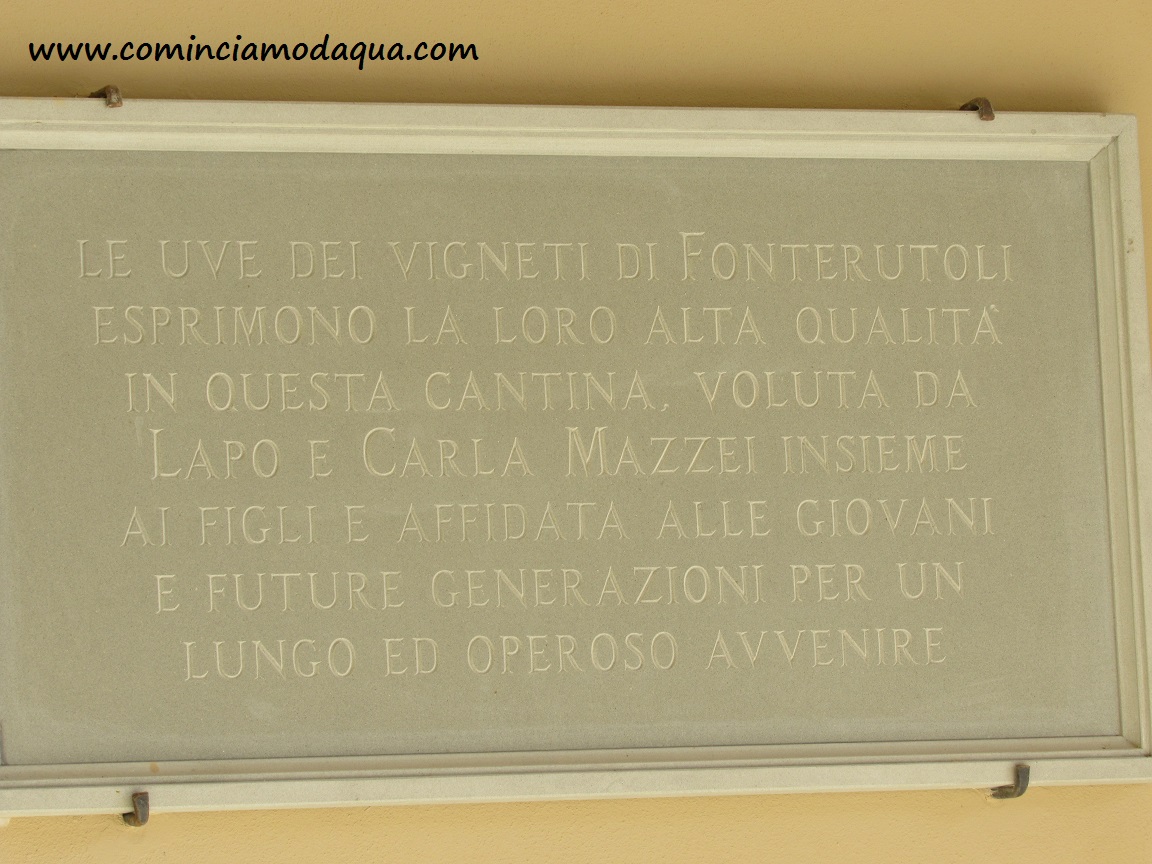 www.cominciamodaqua.com
LE UVE DEI VIGNETI DI FONTERUTOLI
ESPRIMONO LA LORO ALTA QUALITÀ
IN QUESTA CANTINA, VOLUTA DA
LAPO E CARLA MAZZEI INSIEME
AI FIGLI E AFFIDATA ALLE GIOVANI
E FUTURE GENERAZIONI PER UN
LUNGO ED OPEROSO AVVENIRE